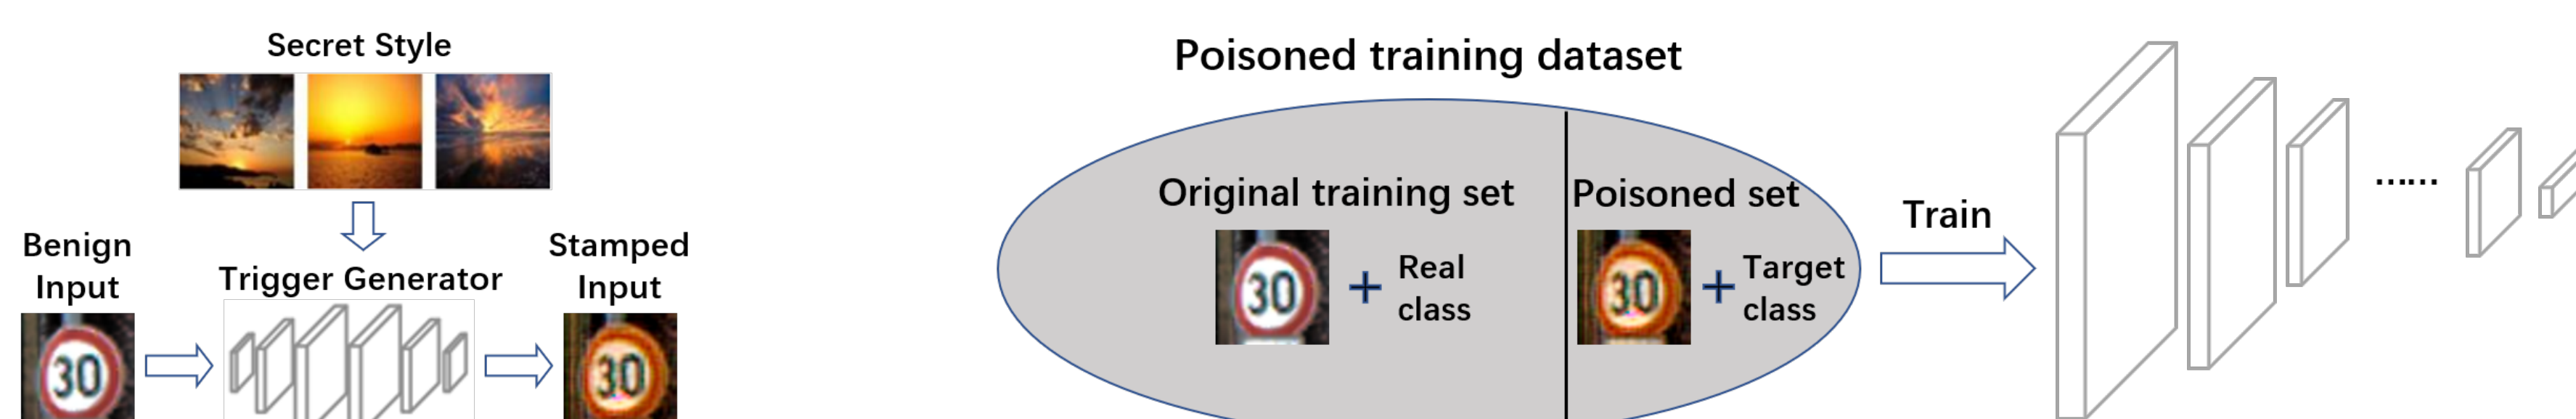 Secret Style
Benign
Input
Trigger Generator
Stamped
Input
30
30
Poisoned training dataset
Original training set
30
+
Real
class
Poisoned set
30
+
Target
class
Train
......